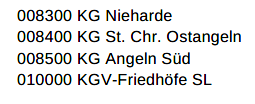 008300 KG Nieharde
008400 KG St. Chr. Ostangeln
008500 KG Angeln Süd
010000 KGV-Friedhöfe SL